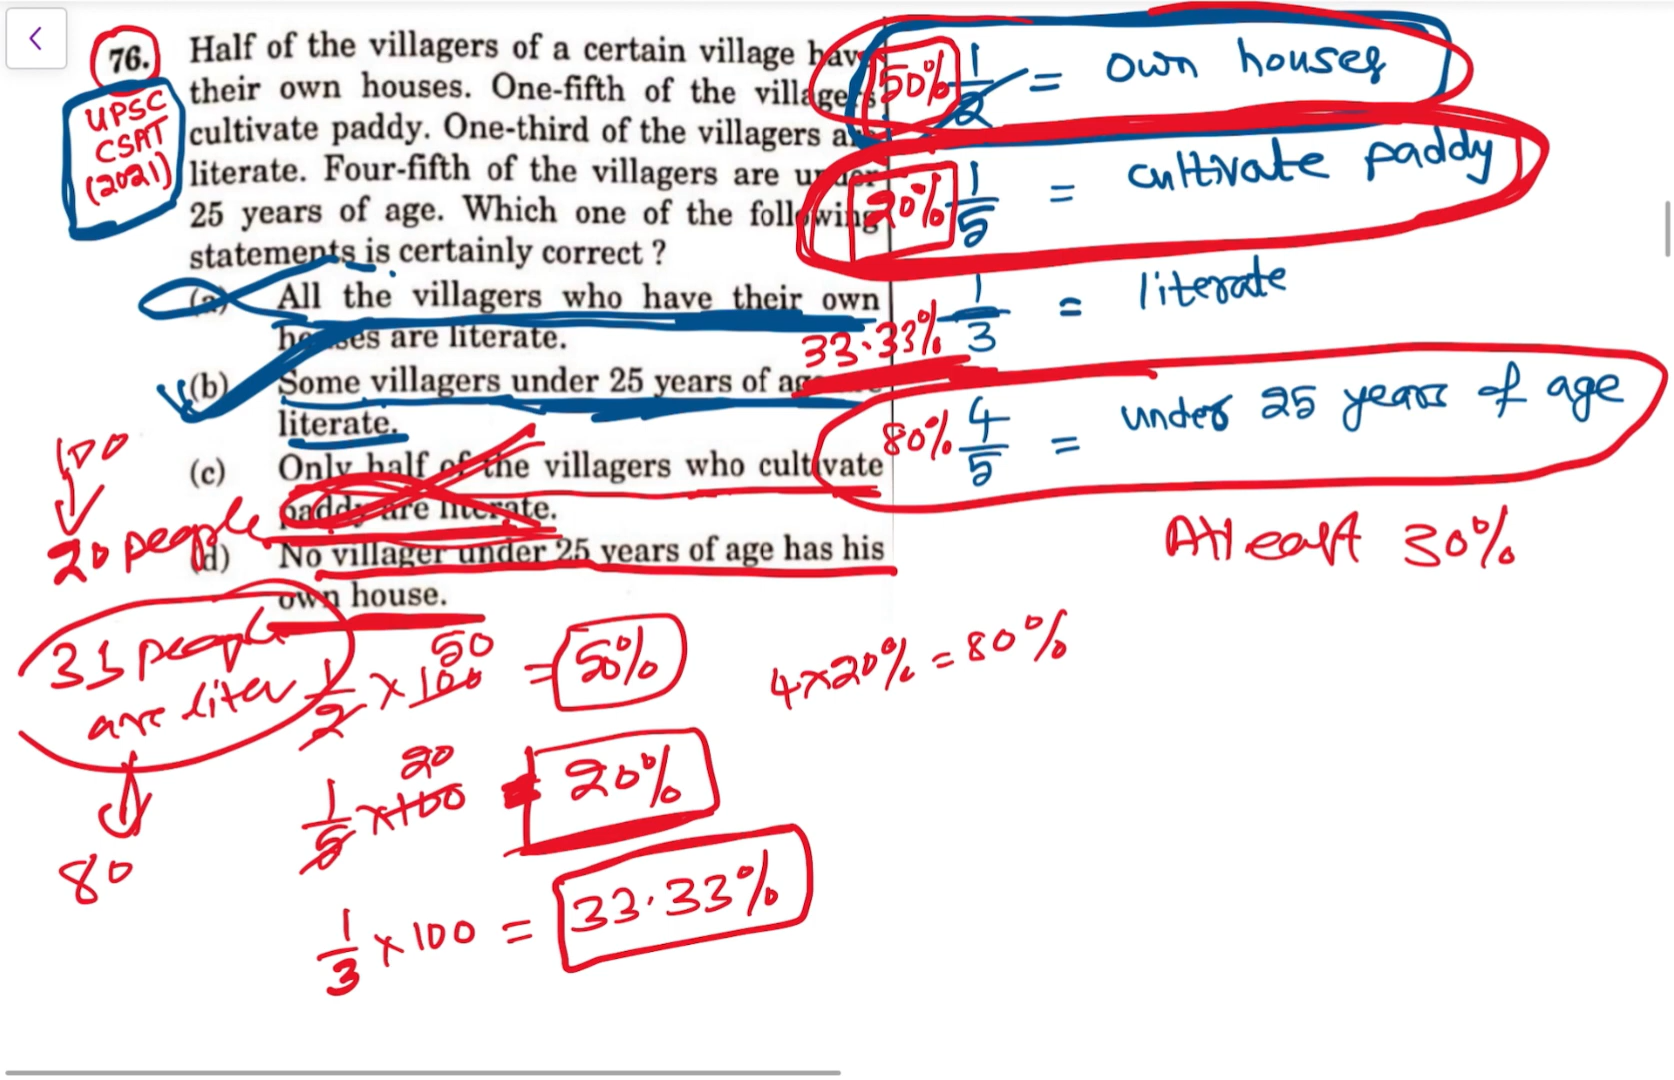 76.
UPSC
CSAT
(2021)
Half of the villagers of a certain village have
their own houses. One-fifth of the villagers
cultivate paddy. One-third of the villagers are
literate. Four-fifth of the villagers are under
25 years of age. Which one of the following
statements is certainly correct ?
(a) All the villagers who have their own
houses are literate.
(b) Some villagers under 25 years of age are
literate.
(c) Only half of the villagers who cultivate
paddy are literate.
(d) No villager under 25 years of age has his
own house.
50% 1/2 = own houses
20% 1/5 = cultivate paddy
33.33% 1/3 = literate
80% 4/5 = under 25 years of age
Atleast 30%
100
20 people
33 people
are liter
80
1/2 × 100 50 = 50%
4×20% = 80%
1/5 ×100 20 = 20%
1/3 × 100 = 33.33%